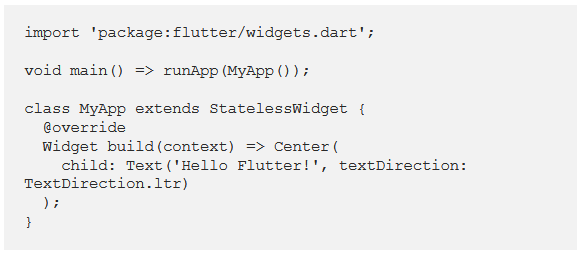 import 'package:flutter/widgets.dart';

void main() => runApp(MyApp());

class MyApp extends StatelessWidget {
  @override
  Widget build(context) => Center(
    child: Text('Hello Flutter!', textDirection:
TextDirection.ltr)
  );
}